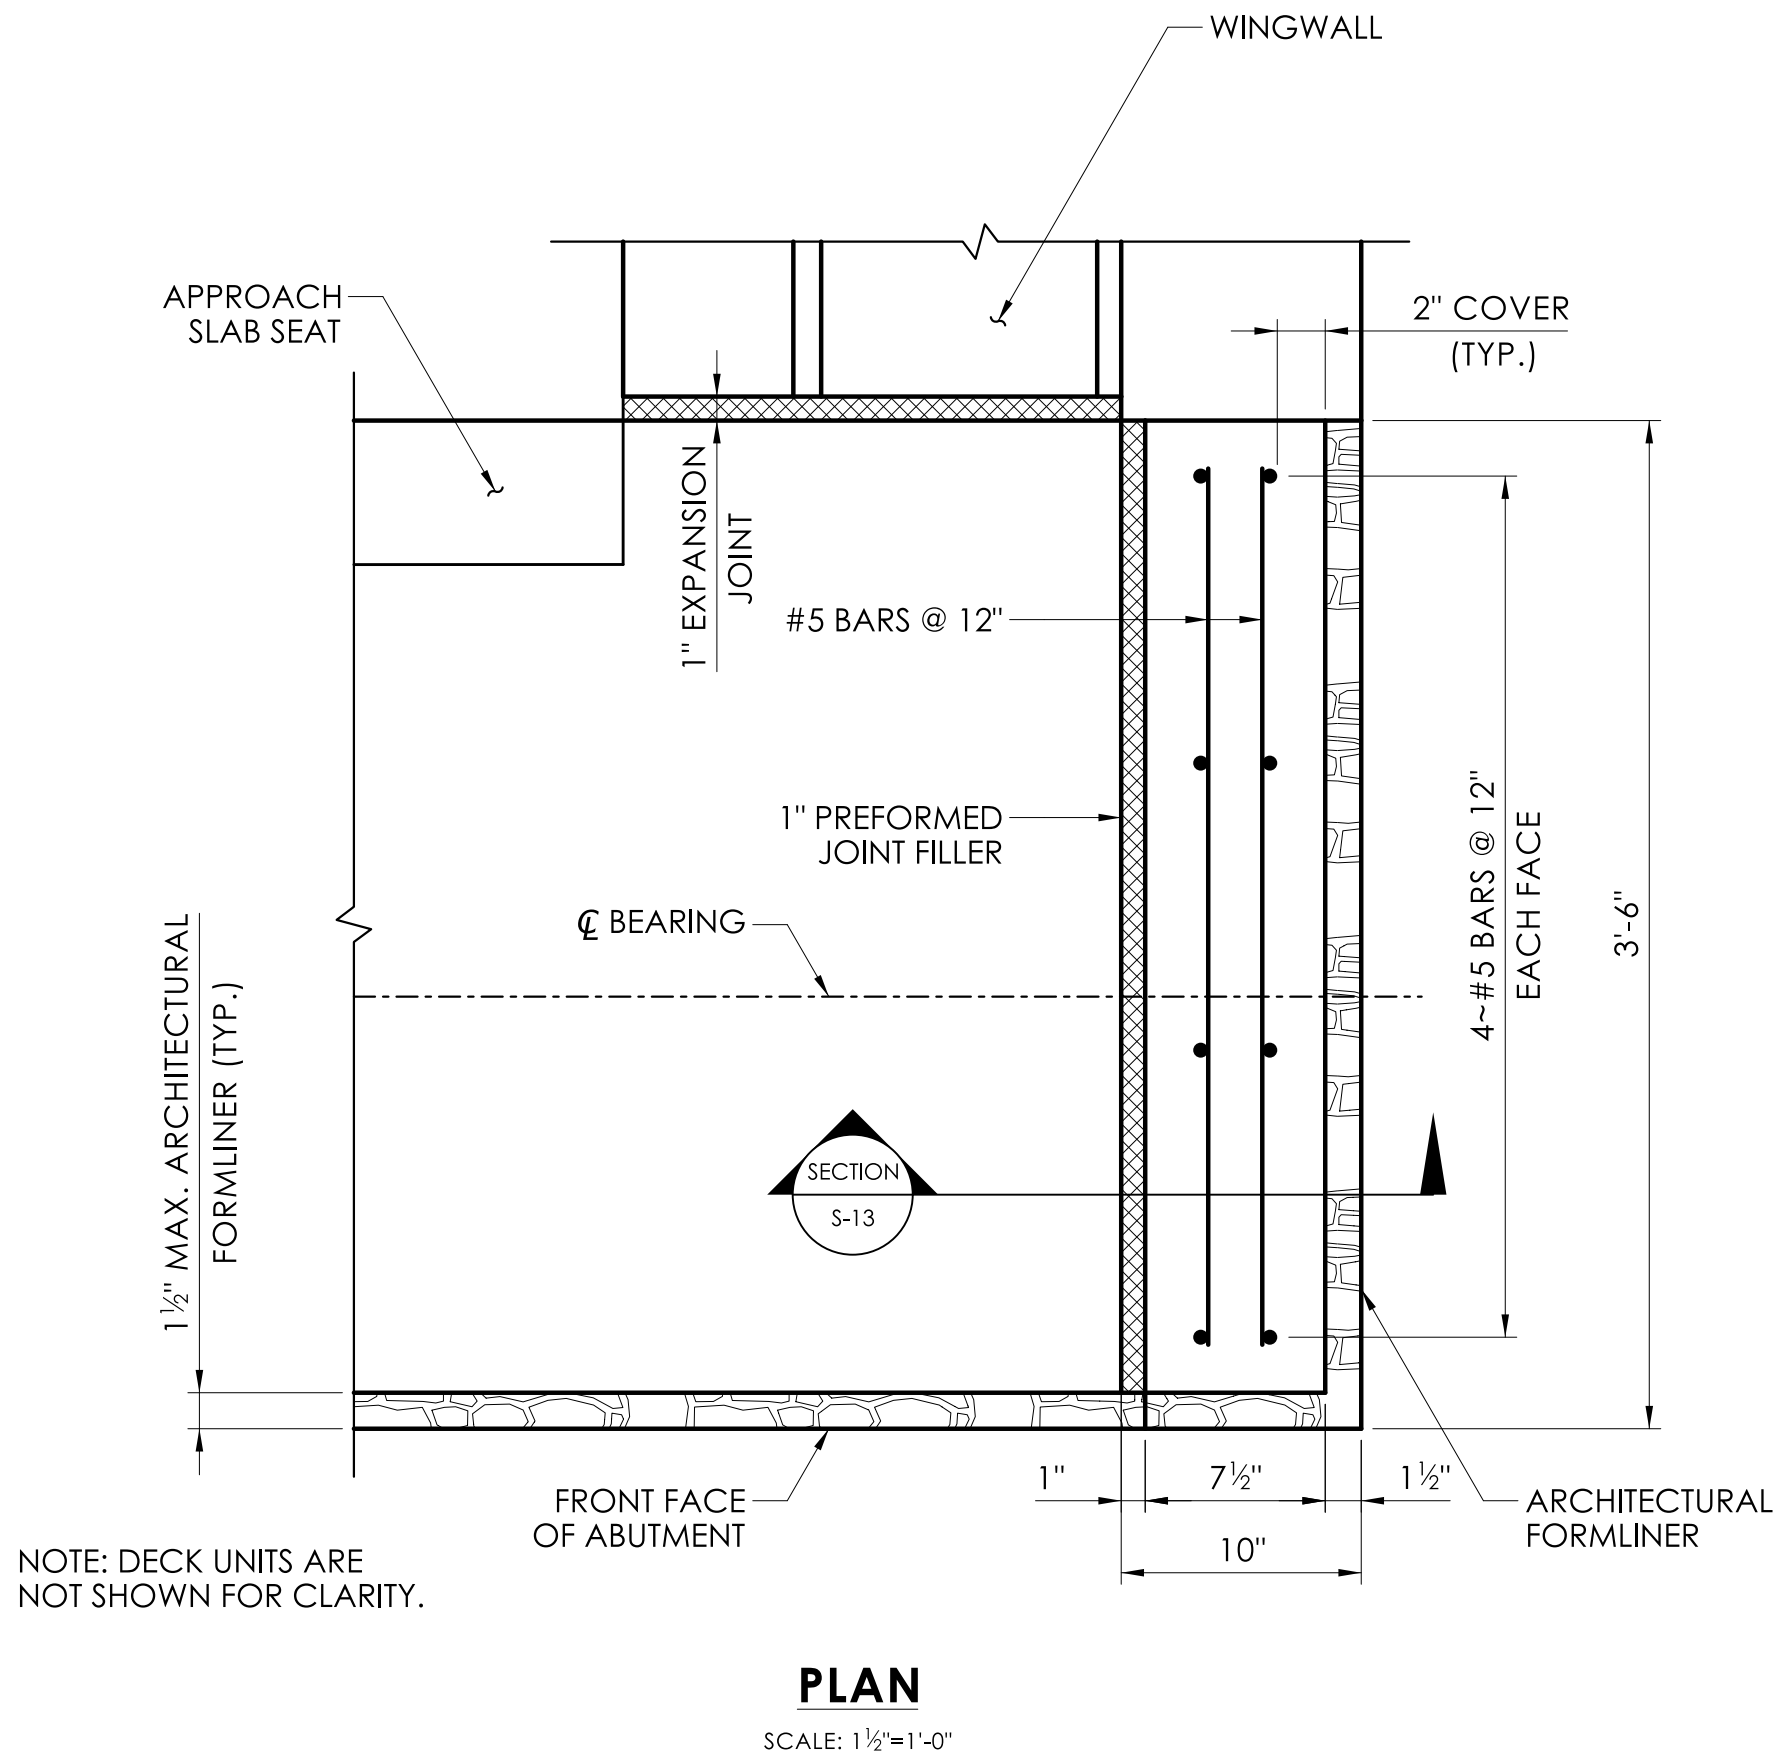 WINGWALL
APPROACH
SLAB SEAT
2" COVER
(TYP.)
1" EXPANSION
JOINT
#5 BARS @ 12"
1" PREFORMED
JOINT FILLER
4~#5 BARS @ 12"
EACH FACE
3'-6"
℄ BEARING
1½" MAX. ARCHITECTURAL
FORMLINER (TYP.)
SECTION
S-13
1"
7½"
1½"
10"
FRONT FACE
OF ABUTMENT
ARCHITECTURAL
FORMLINER
NOTE: DECK UNITS ARE
NOT SHOWN FOR CLARITY.
PLAN
SCALE: 1½"=1'-0"